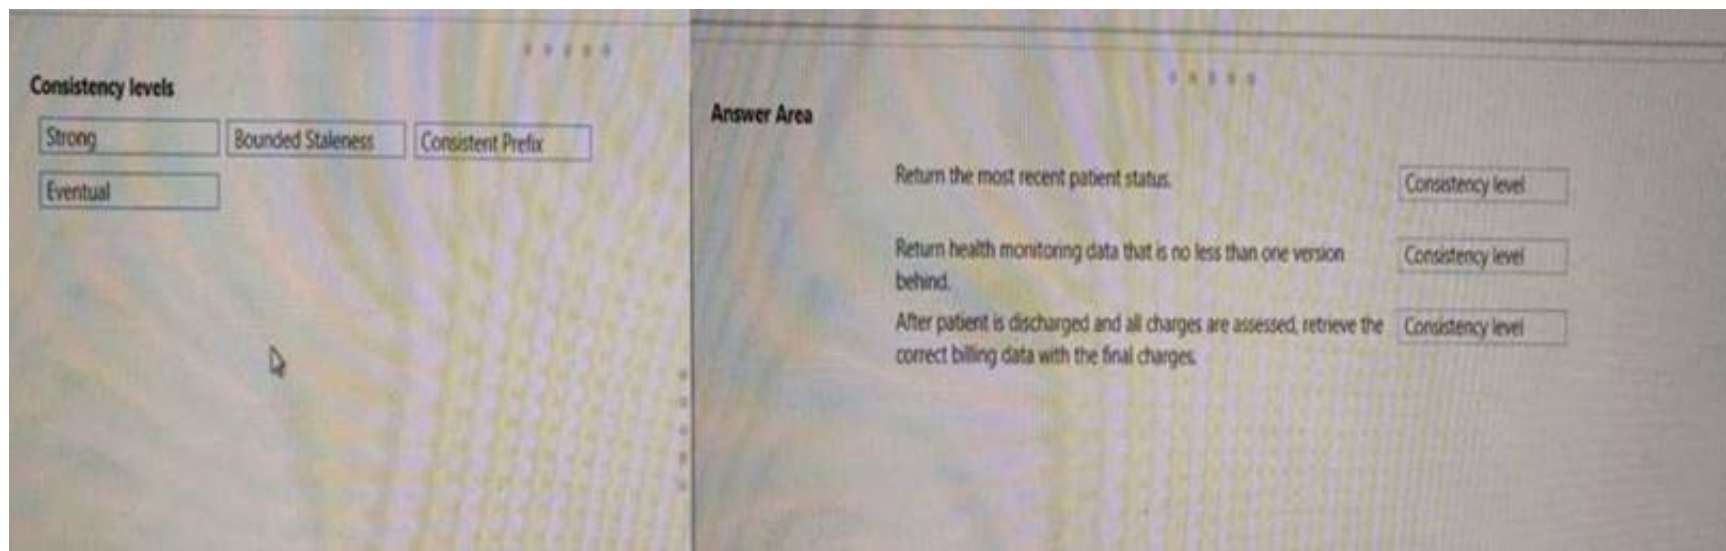 Consistency levels
Strong
Bounded Staleness
Consistent Prefix
Eventual
Answer Area
Return the most recent patient status.
Consistency level
Return health monitoring data that is no less than one version
behind.
Consistency level
After patient is discharged and all charges are assessed, retrieve the
correct billing data with the final charges.
Consistency level